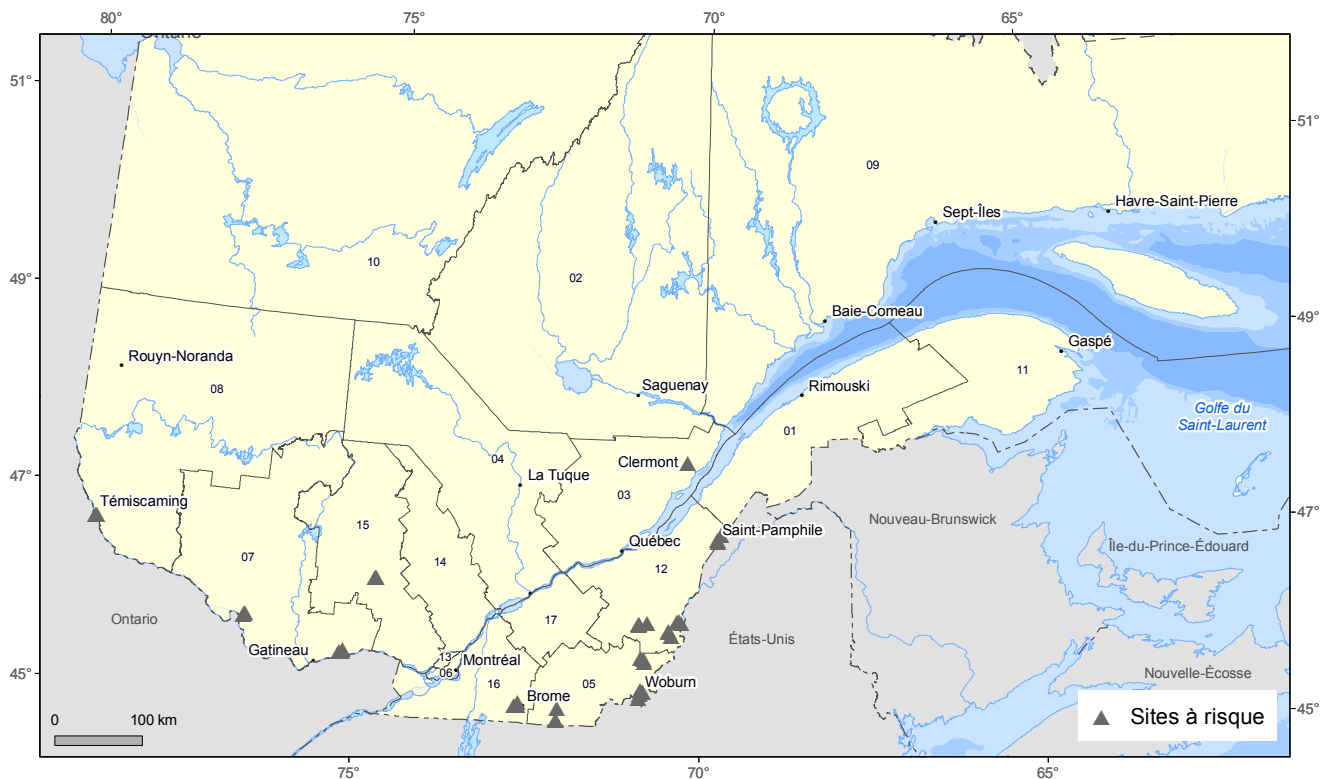 80°
75°
70°
65°
Ontario
51°
51°
09
Havre-Saint-Pierre
Sept-Îles
10
02
49°
49°
Baie-Comeau
Gaspé
Rouyn-Noranda
11
08
Saguenay
Rimouski
Golfe du
Saint-Laurent
01
04
Clermont
47°
47°
La Tuque
03
Témiscaming
15
Saint-Pamphile
Nouveau-Brunswick
Québec
Île-du-Prince-Édouard
07
14
12
Ontario
17
États-Unis
Gatineau
13
Montréal
45°
06
Nouvelle-Écosse
16
05
Woburn
Brome
45°
0
100 km
Sites à risque
75°
70°
65°